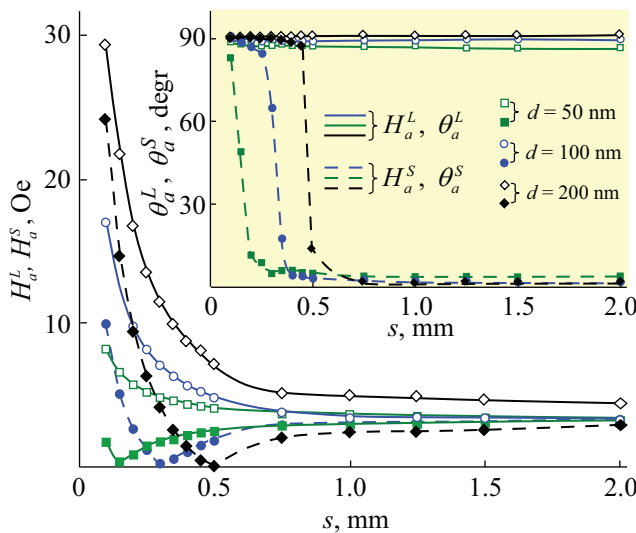 30
20
10
H_a^L, H_a^S, Oe
0.5
1.0
1.5
2.0
s, mm
90
60
30
θ_a^L, θ_a^S, degr
0.5
1.0
1.5
2.0
s, mm
H_a^L, θ_a^L
H_a^S, θ_a^S
d = 50 nm
d = 100 nm
d = 200 nm